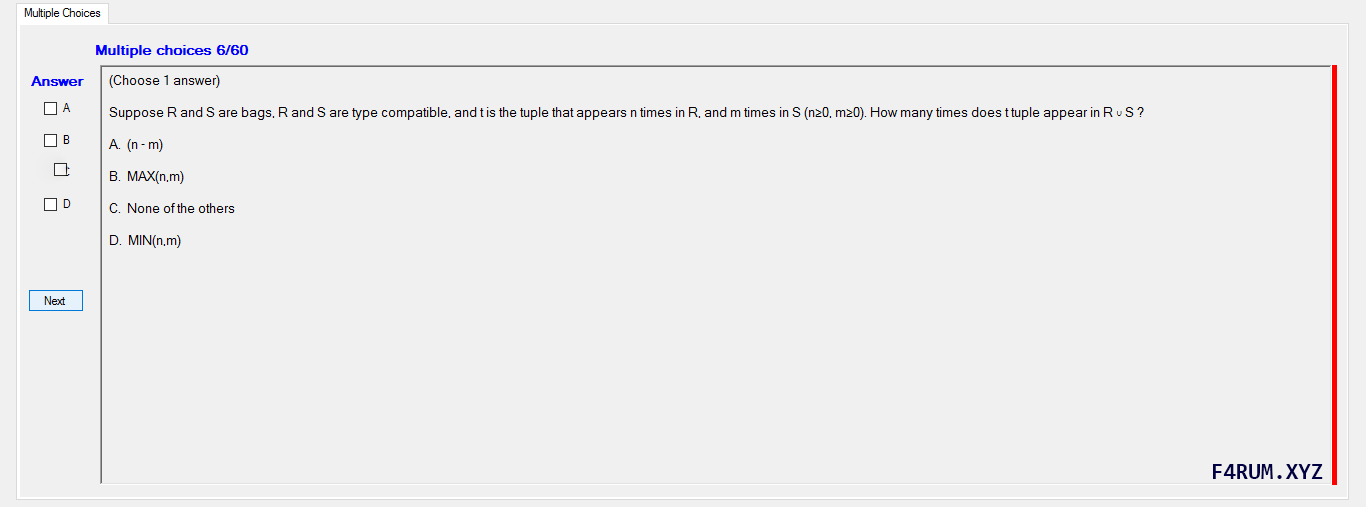 Multiple Choices
Multiple choices 6/60
Answer
(Choose 1 answer)
A
Suppose R and S are bags, R and S are type compatible, and t is the tuple that appears n times in R, and m times in S (n≥0, m≥0). How many times does t tuple appear in R ∪ S ?
B
A. (n - m)
B. MAX(n,m)
D
C. None of the others
D. MIN(n,m)
Next
F4RUM.XYZ